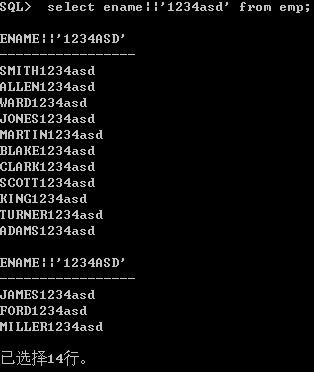 SQL>  select ename||'1234asd' from emp;
ENAME||'1234ASD'
-----------------
SMITH1234asd
ALLEN1234asd
WARD1234asd
JONES1234asd
MARTIN1234asd
BLAKE1234asd
CLARK1234asd
SCOTT1234asd
KING1234asd
TURNER1234asd
ADAMS1234asd
ENAME||'1234ASD'
-----------------
JAMES1234asd
FORD1234asd
MILLER1234asd
已选择14行。